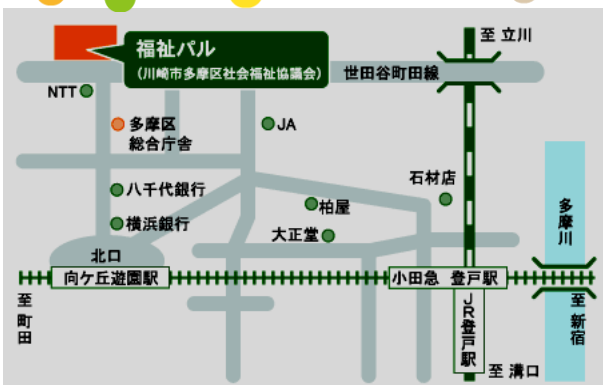 至 立川
福祉パル
(川崎市多摩区社会福祉協議会)
世田谷町田線
NTT
多摩区
総合庁舎
JA
八千代銀行
石材店
柏屋
多摩川
横浜銀行
大正堂
北口
向ケ丘遊園駅
小田急 登戸駅
至町田
JR登戸駅
至新宿
至 溝口